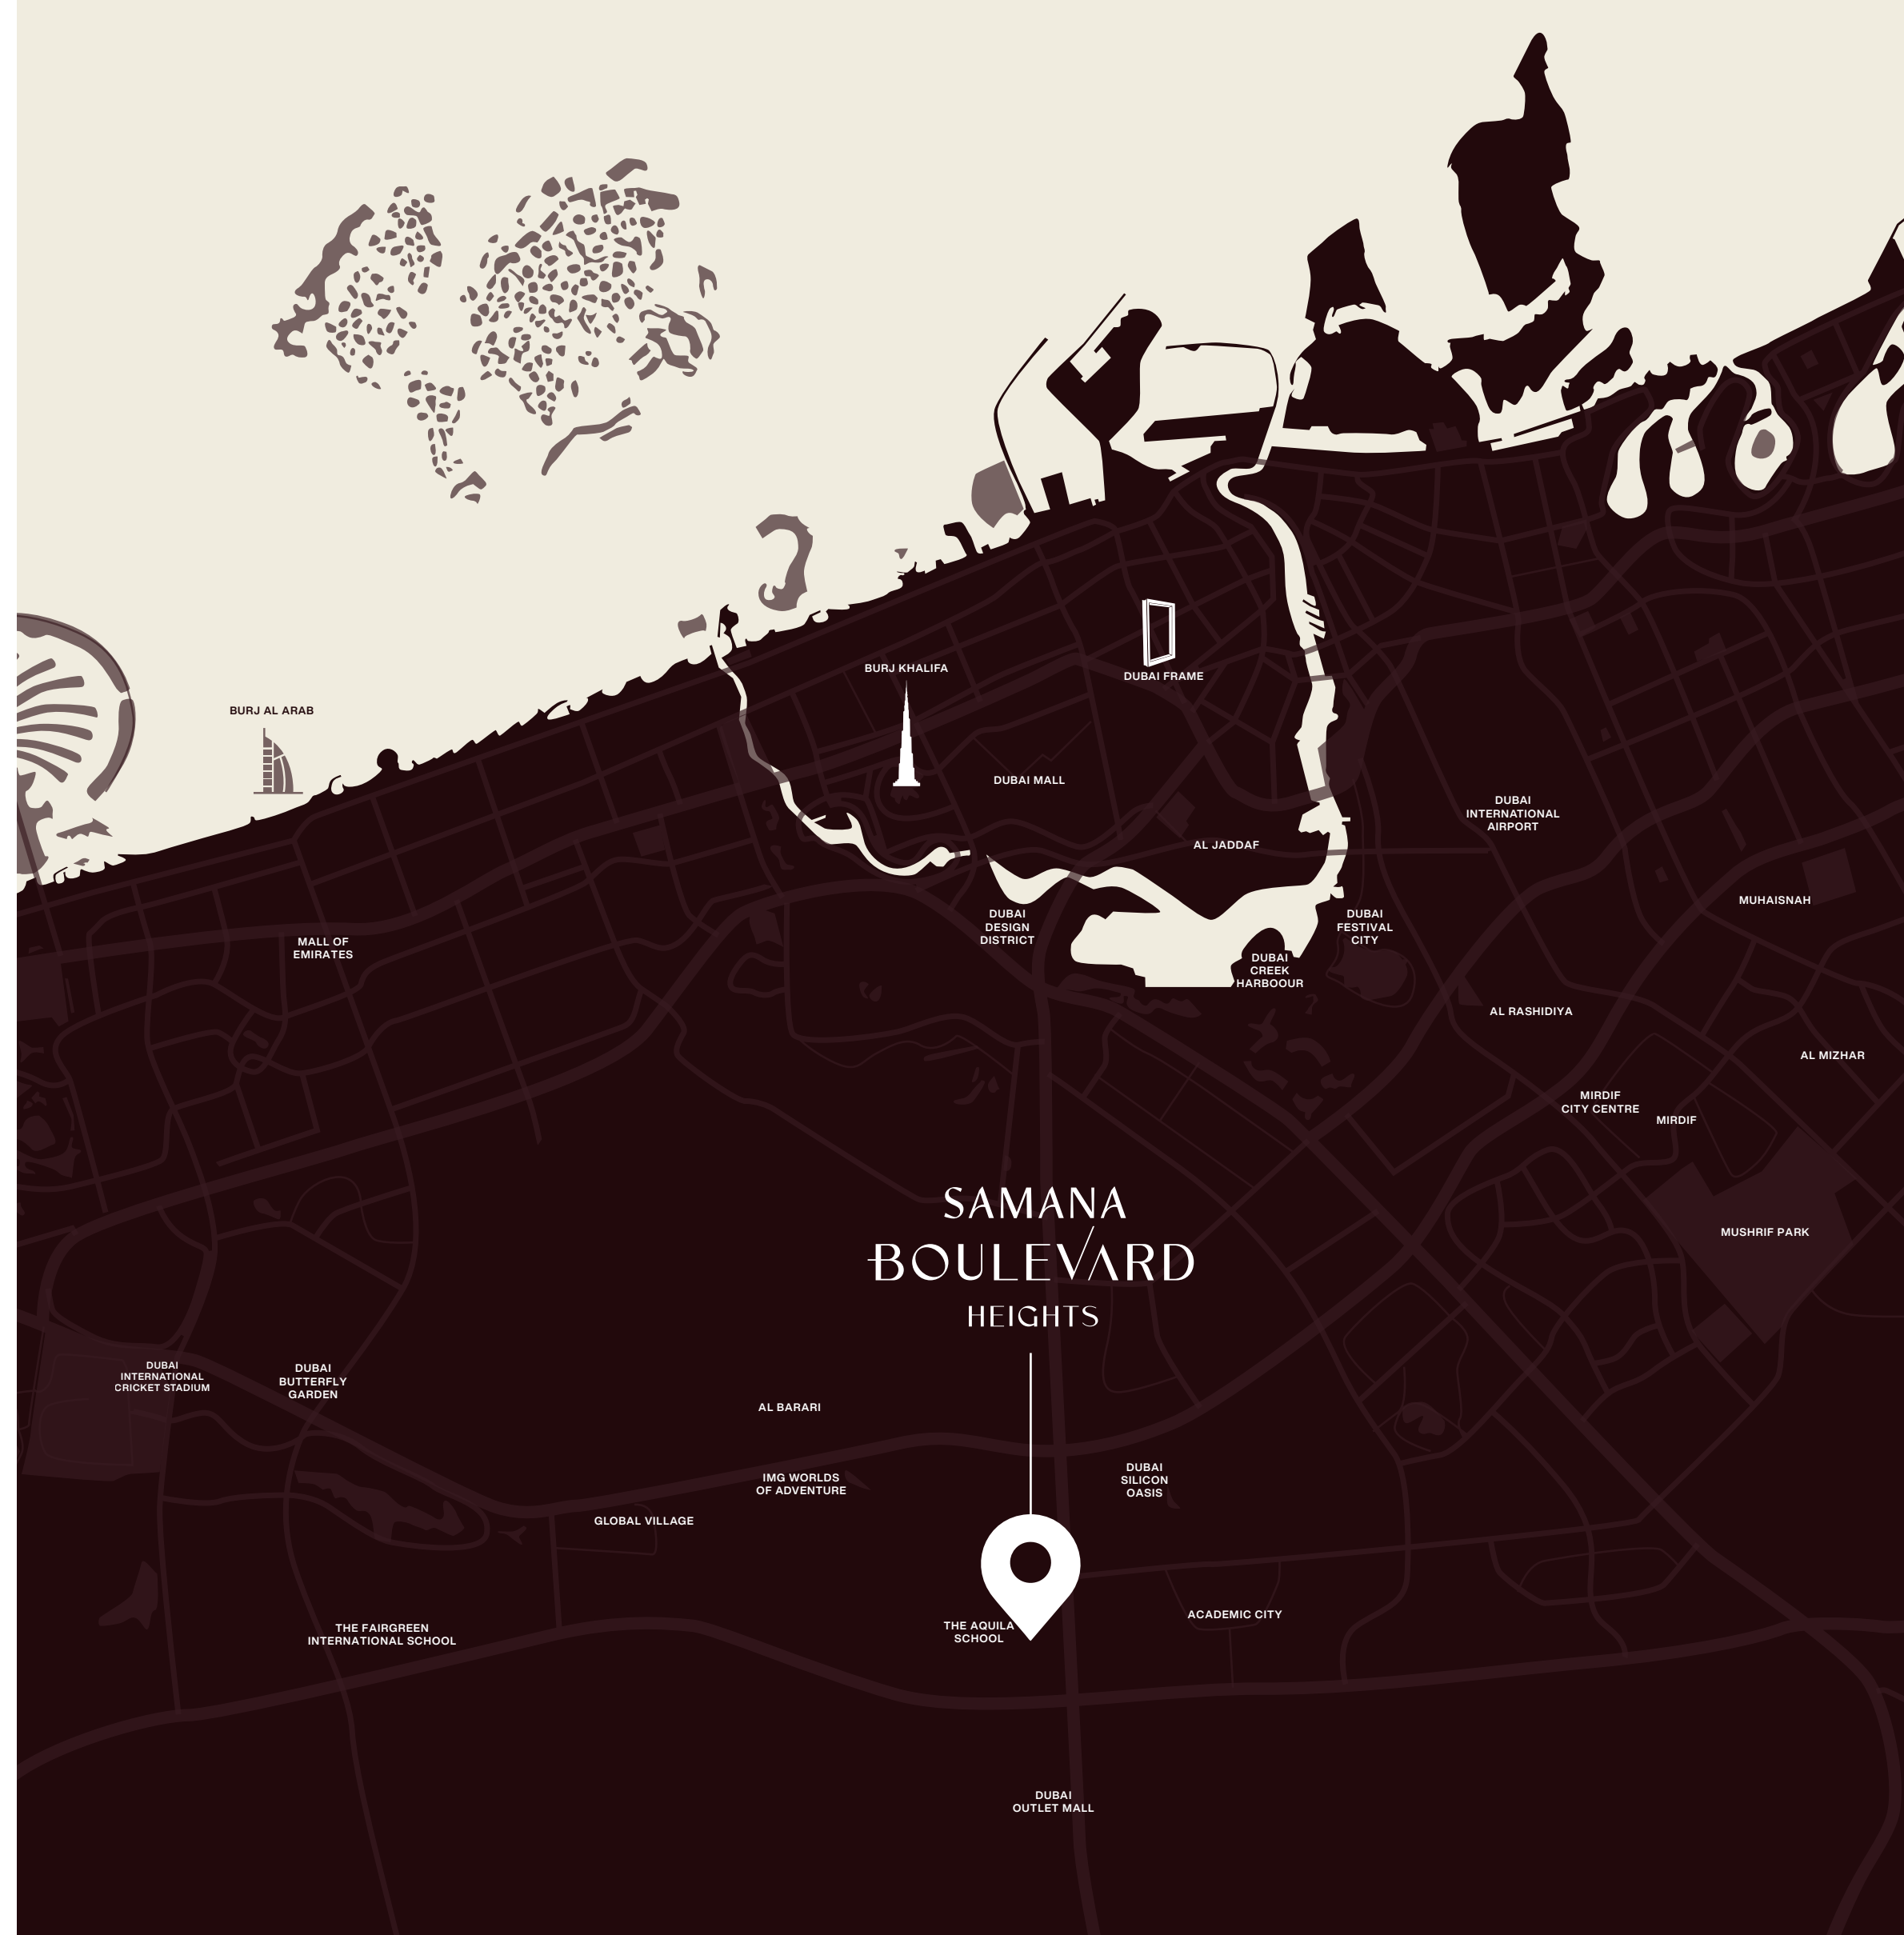 BURJ KHALIFA
DUBAI FRAME
BURJ AL ARAB
DUBAI MALL
DUBAI
INTERNATIONAL
AIRPORT
AL JADDAF
MUHAISNAH
DUBAI
DESIGN
DISTRICT
DUBAI
FESTIVAL
CITY
MALL OF
EMIRATES
DUBAI
CREEK
HARBOOUR
AL RASHIDIYA
AL MIZHAR
MIRDIF
CITY CENTRE
MIRDIF
SAMANA
BOULEVARD
HEIGHTS
MUSHRIF PARK
DUBAI
INTERNATIONAL
CRICKET STADIUM
DUBAI
BUTTERFLY
GARDEN
AL BARARI
IMG WORLDS
OF ADVENTURE
DUBAI
SILICON
OASIS
GLOBAL VILLAGE
ACADEMIC CITY
THE FAIRGREEN
INTERNATIONAL SCHOOL
THE AQUILA
SCHOOL
DUBAI
OUTLET MALL